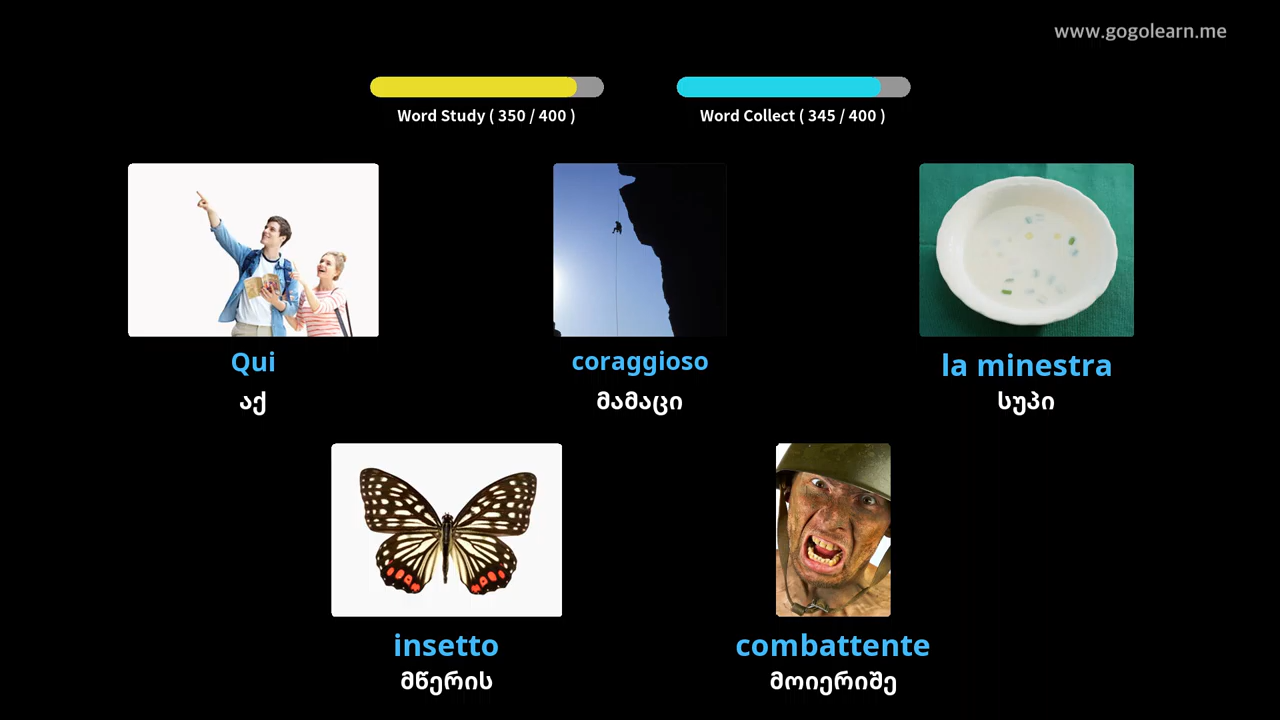 www.gogolearn.me
Word Study ( 350 / 400 )
Word Collect ( 345 / 400 )
Qui
coraggioso
la minestra
აქ
მამაცი
სუპი
insetto
combattente
მწერის
მოიერიშე